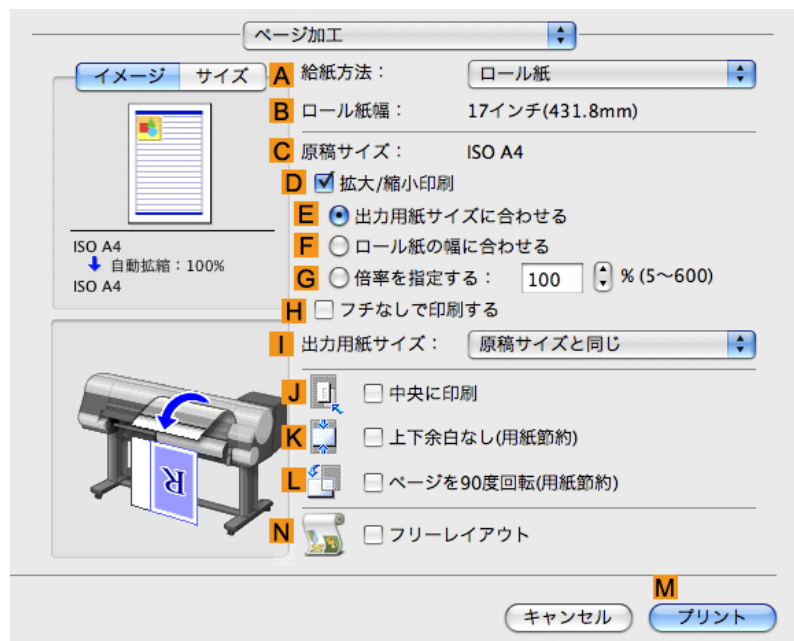 ページ加工
イメージ サイズ
A 給紙方法： ロール紙
B ロール紙幅： 17インチ(431.8mm)
C 原稿サイズ： ISO A4
D 拡大/縮小印刷
E 出力用紙サイズに合わせる
F ロール紙の幅に合わせる
G 倍率を指定する： 100 % (5～600)
H フチなしで印刷する
I 出力用紙サイズ： 原稿サイズと同じ
ISO A4
自動拡縮：100%
ISO A4
J 中央に印刷
K 上下余白なし(用紙節約)
L ページを90度回転(用紙節約)
N フリーレイアウト
R
M
キャンセル プリント